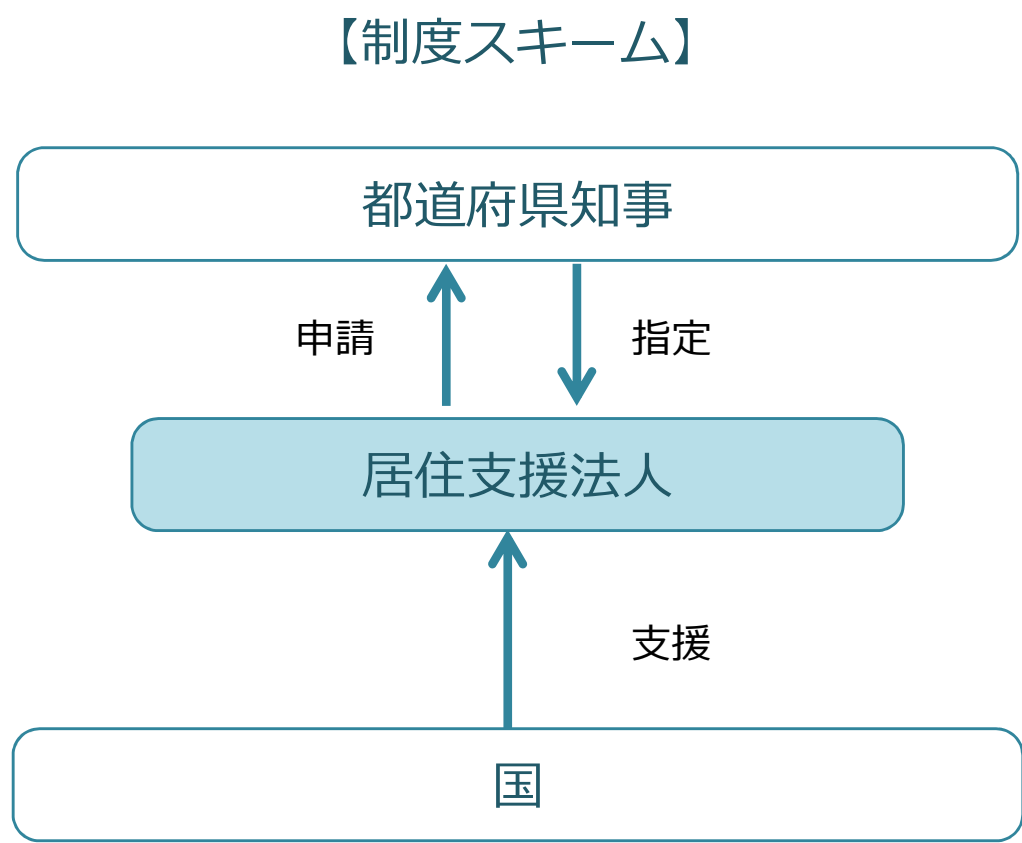 【制度スキーム】
都道府県知事
申請
指定
居住支援法人
支援
国